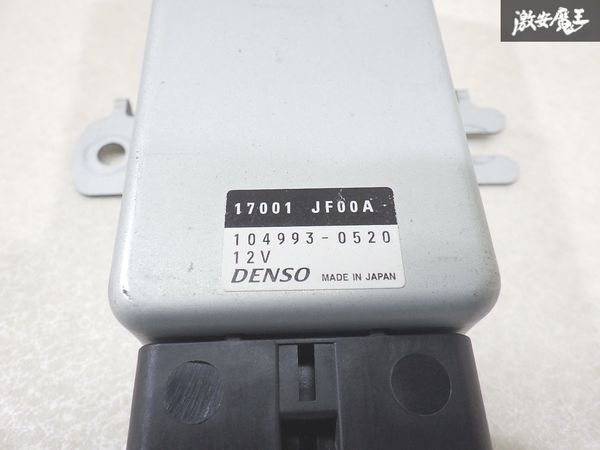 激安魔王
17001 JF00A
104993-0520
12V
DENSO MADE IN JAPAN